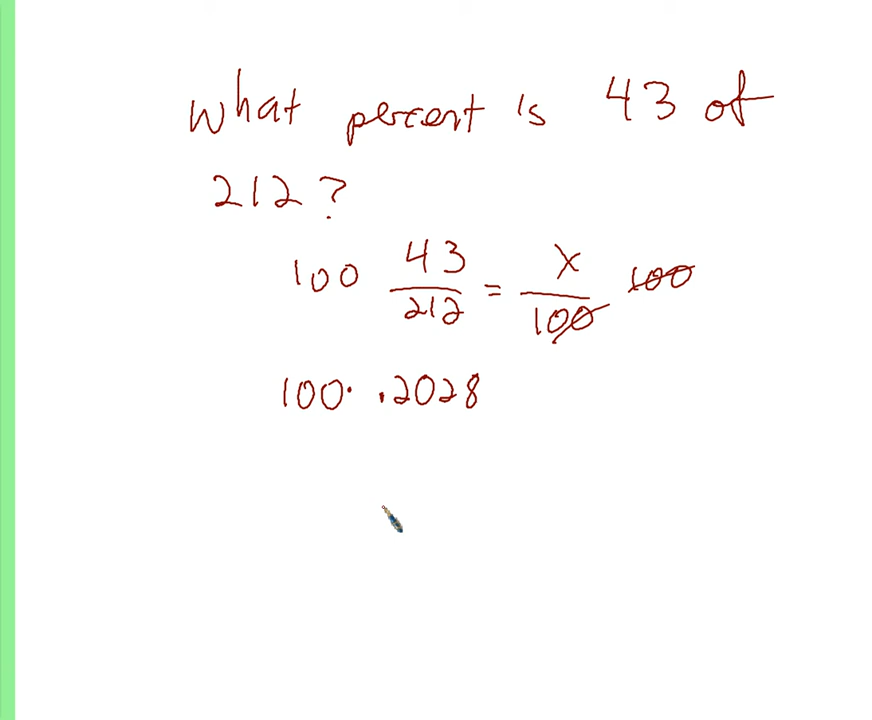 What percent is 43 of
212?
100 43/212 = x/100 100
100 · .2028